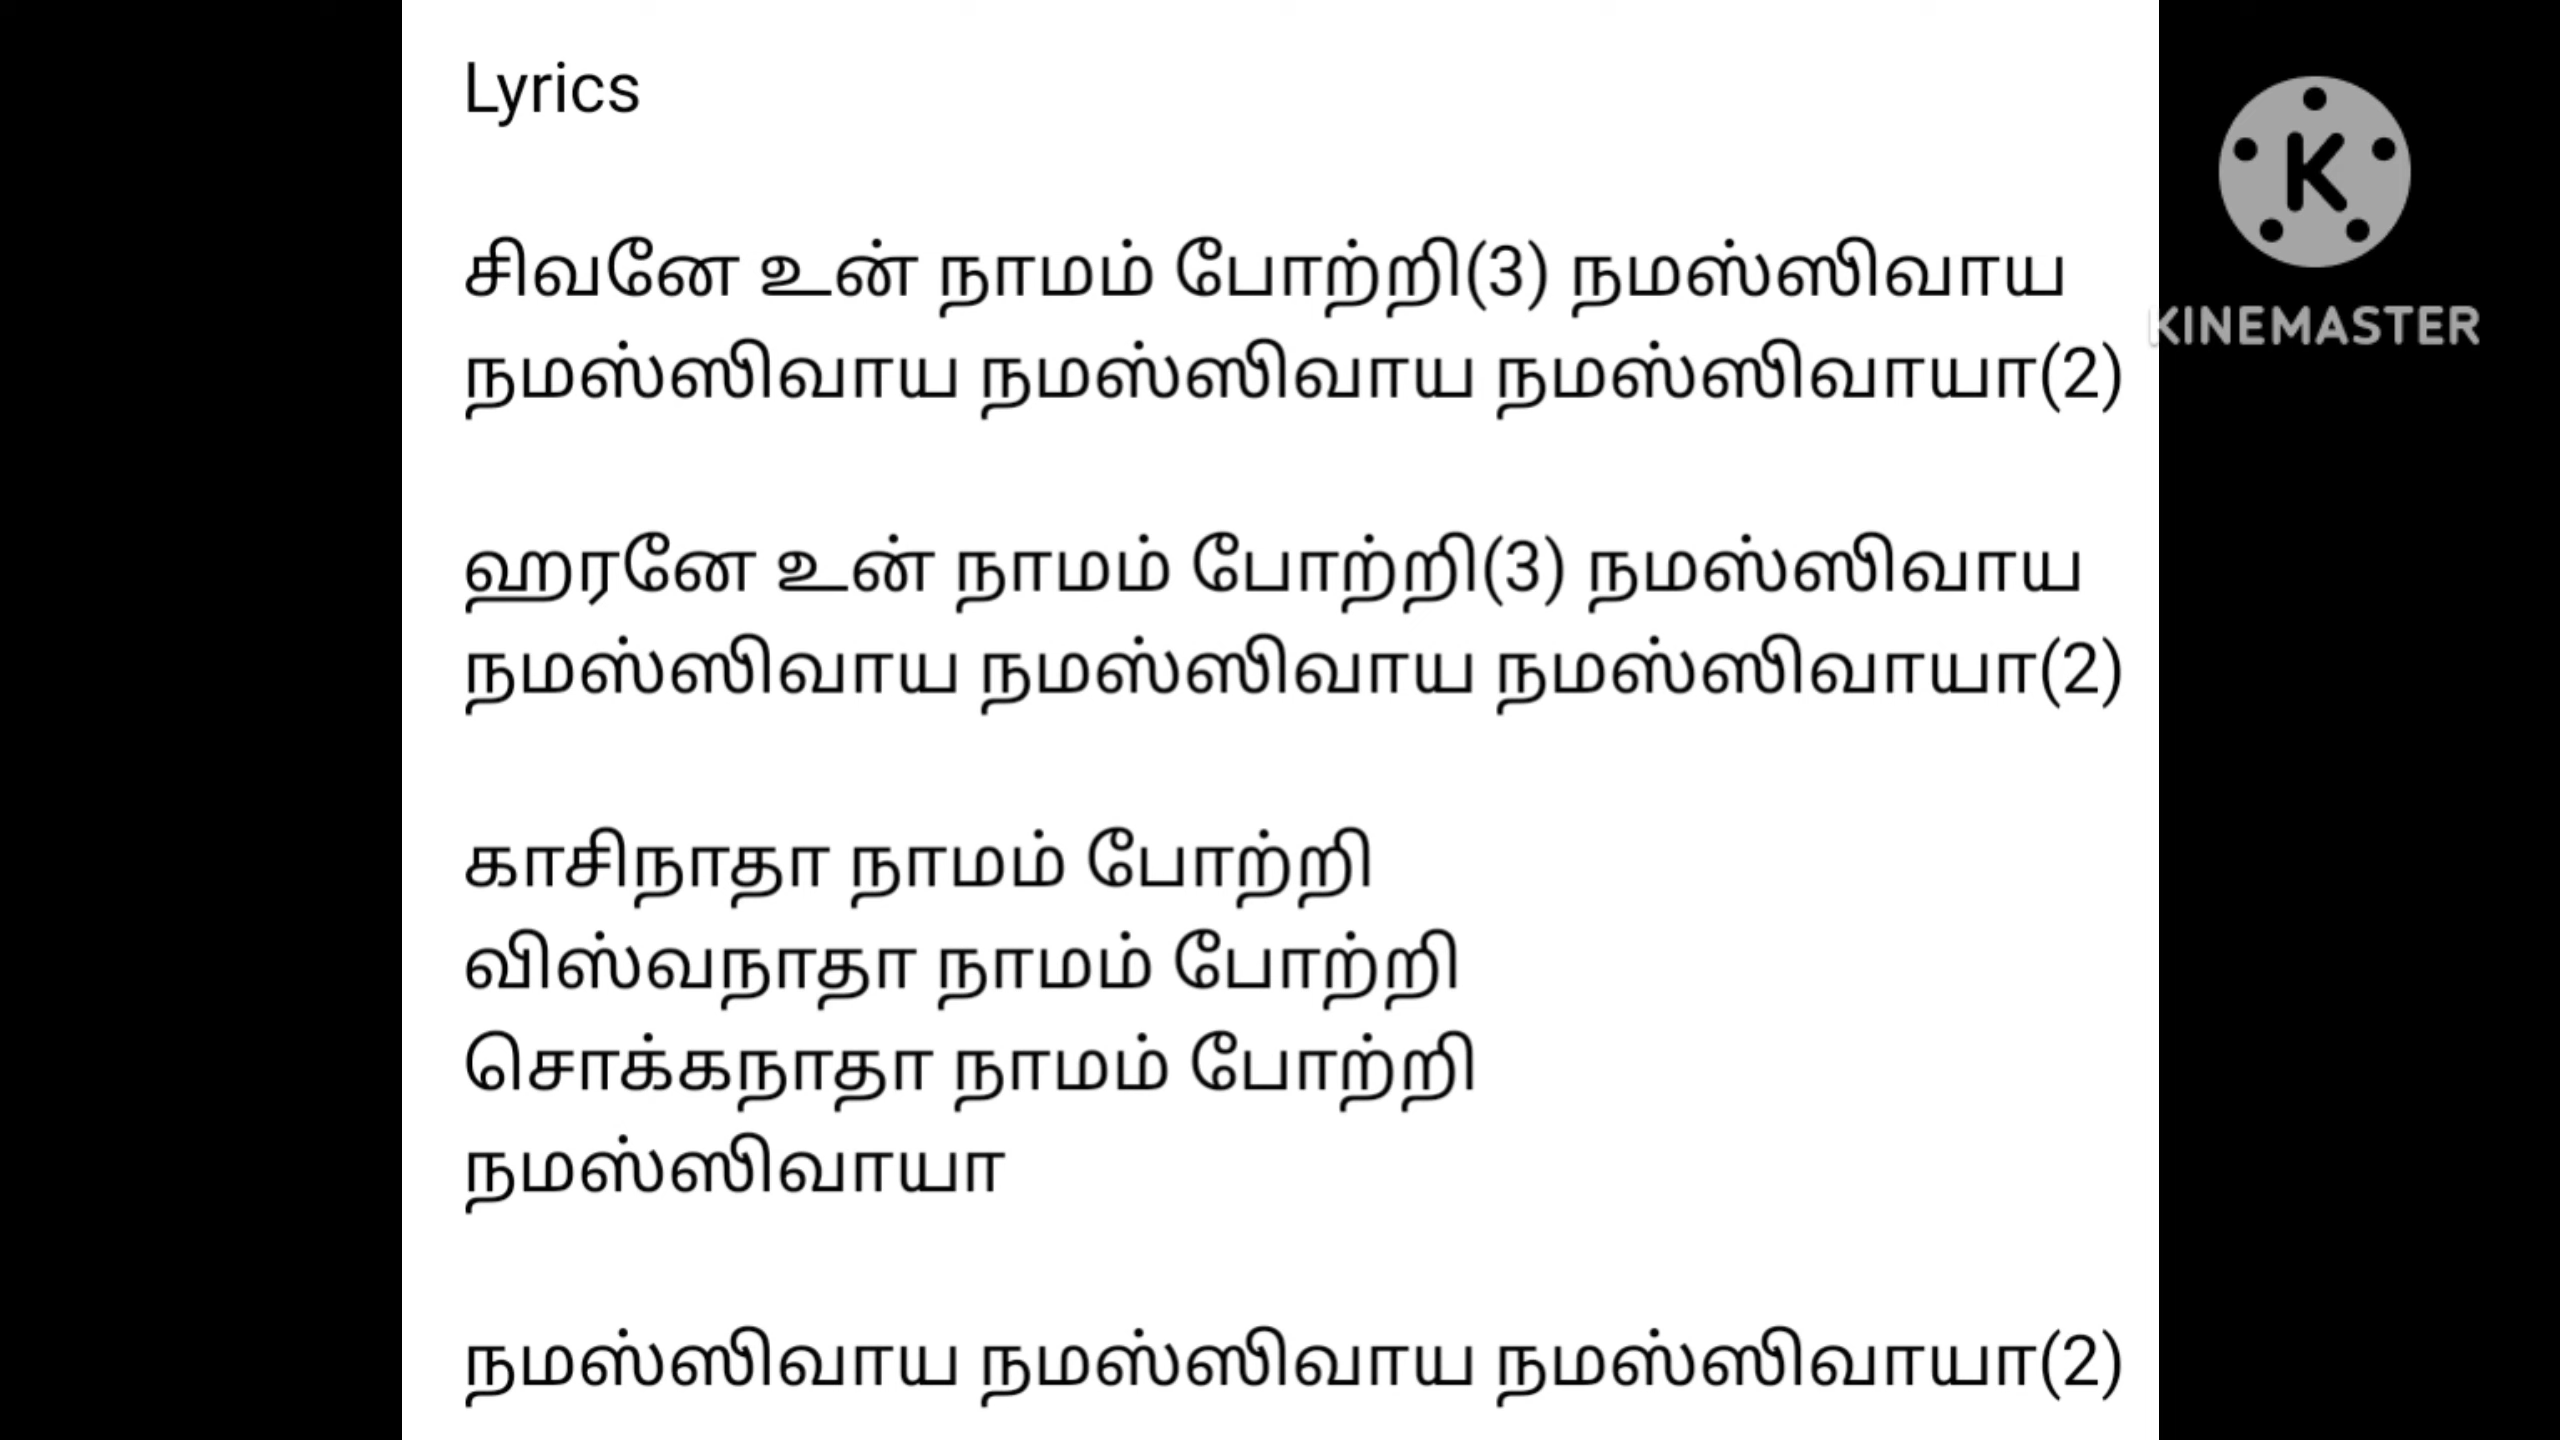 Lyrics
சிவனே உன் நாமம் போற்றி(3) நமஸ்ஸிவாய
நமஸ்ஸிவாய நமஸ்ஸிவாய நமஸ்ஸிவாயா(2)
ஹரனே உன் நாமம் போற்றி(3) நமஸ்ஸிவாய
நமஸ்ஸிவாய நமஸ்ஸிவாய நமஸ்ஸிவாயா(2)
காசிநாதா நாமம் போற்றி
விஸ்வநாதா நாமம் போற்றி
சொக்கநாதா நாமம் போற்றி
நமஸ்ஸிவாயா
நமஸ்ஸிவாய நமஸ்ஸிவாய நமஸ்ஸிவாயா(2)
K
KINEMASTER